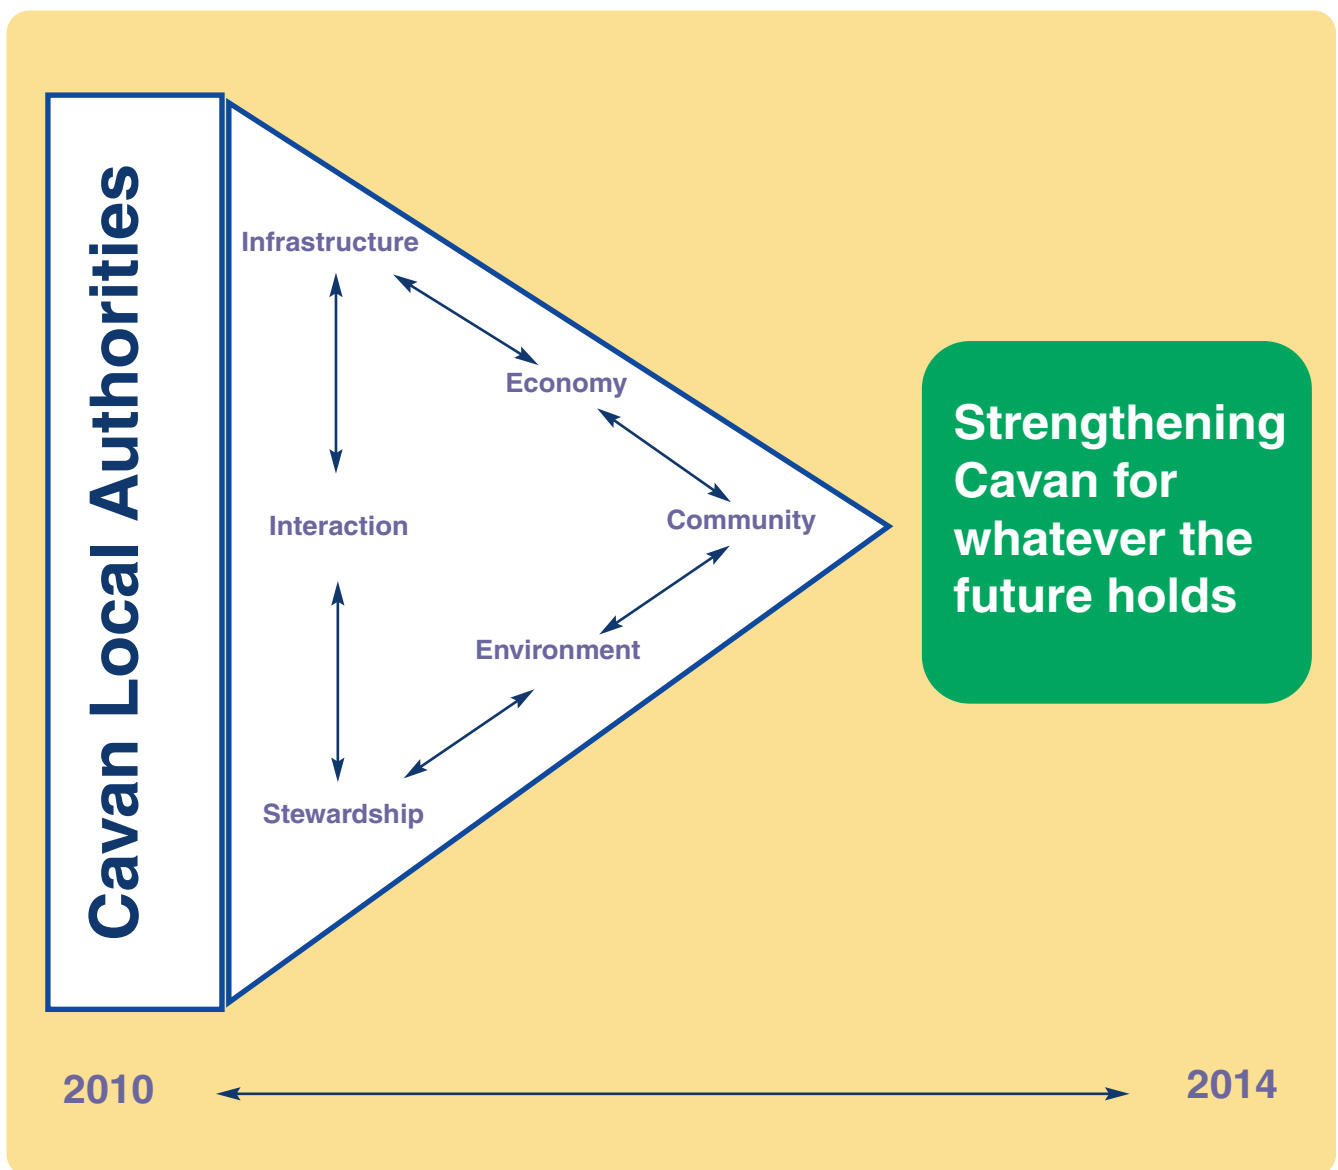 Cavan Local Authorities
Infrastructure
Economy
Interaction
Community
Environment
Stewardship
Strengthening
Cavan for
whatever the
future holds
2010
2014